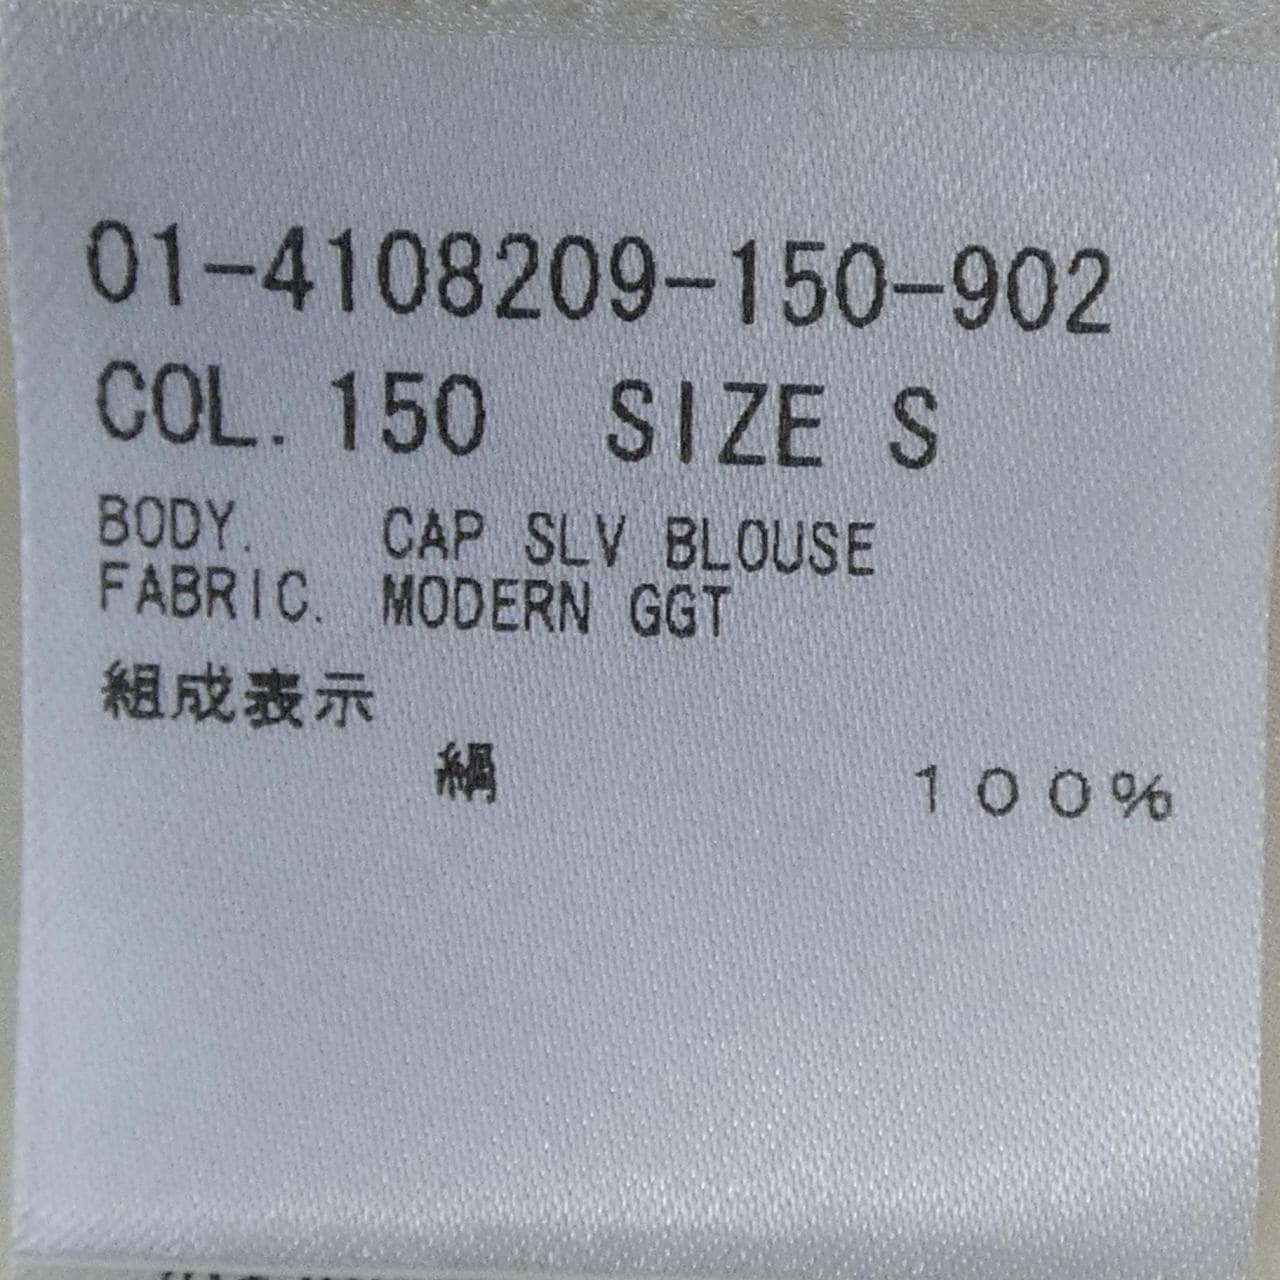 01-4108209-150-902
COL. 150 SIZE S
BODY. CAP SLV BLOUSE
FABRIC. MODERN GGT
組成表示
絹 100%